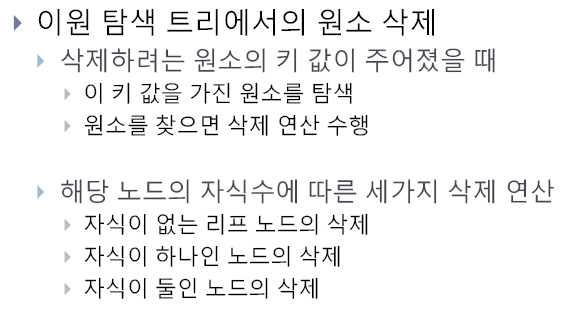 이원 탐색 트리에서의 원소 삭제
삭제하려는 원소의 키 값이 주어졌을 때
이 키 값을 가진 원소를 탐색
원소를 찾으면 삭제 연산 수행
해당 노드의 자식수에 따른 세가지 삭제 연산
자식이 없는 리프 노드의 삭제
자식이 하나인 노드의 삭제
자식이 둘인 노드의 삭제